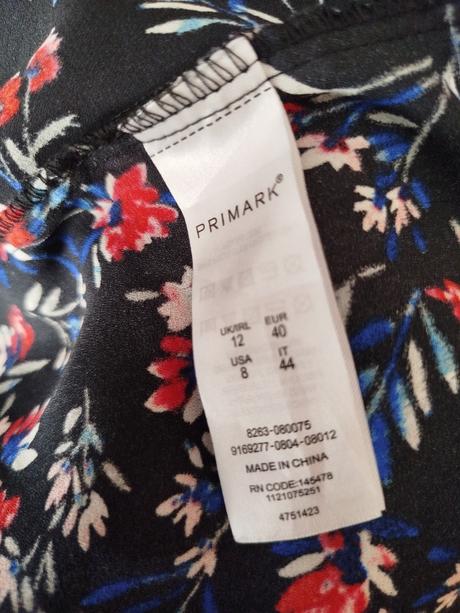 PRIMARK®
UK/IRL EUR
12 40
USA IT
8 44
8263-080075
9169277-0804-08012
MADE IN CHINA
RN CODE:145478
1121075251
4751423